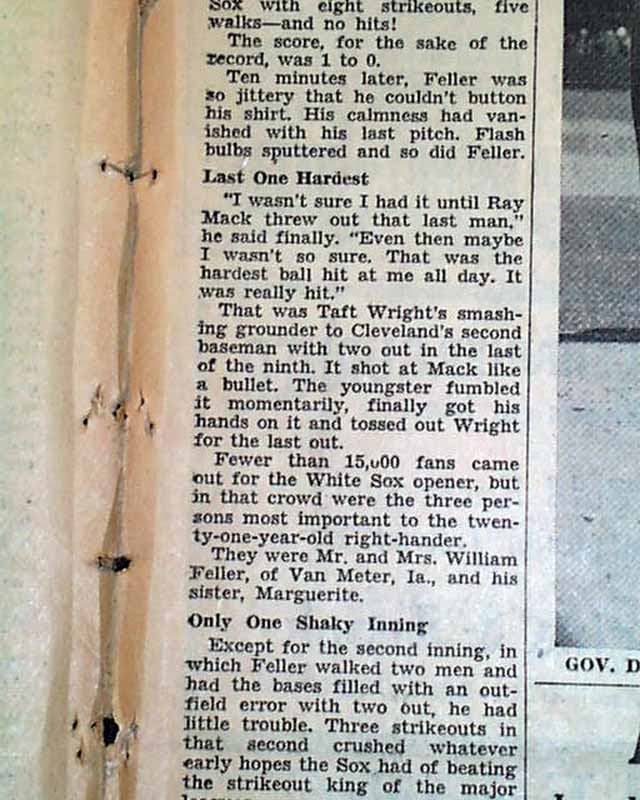 Sox with eight strikeouts, five
walks—and no hits!
The score, for the sake of the
record, was 1 to 0.
Ten minutes later, Feller was
so jittery that he couldn't button
his shirt. His calmness had van-
ished with his last pitch. Flash
bulbs sputtered and so did Feller.
Last One Hardest
"I wasn't sure I had it until Ray
Mack threw out that last man,"
he said finally. "Even then maybe
I wasn't so sure. That was the
hardest ball hit at me all day. It
was really hit."
That was Taft Wright's smash-
ing grounder to Cleveland's second
baseman with two out in the last
of the ninth. It shot at Mack like
a bullet. The youngster fumbled
it momentarily, finally got his
hands on it and tossed out Wright
for the last out.
Fewer than 15,000 fans came
out for the White Sox opener, but
in that crowd were the three per-
sons most important to the twen-
ty-one-year-old right-hander.
They were Mr. and Mrs. William
Feller, of Van Meter, Ia., and his
sister, Marguerite.
Only One Shaky Inning
Except for the second inning, in
which Feller walked two men and
had the bases filled with an out-
field error with two out, he had
little trouble. Three strikeouts in
that second crushed whatever
early hopes the Sox had of beating
the strikeout king of the major
GOV. D